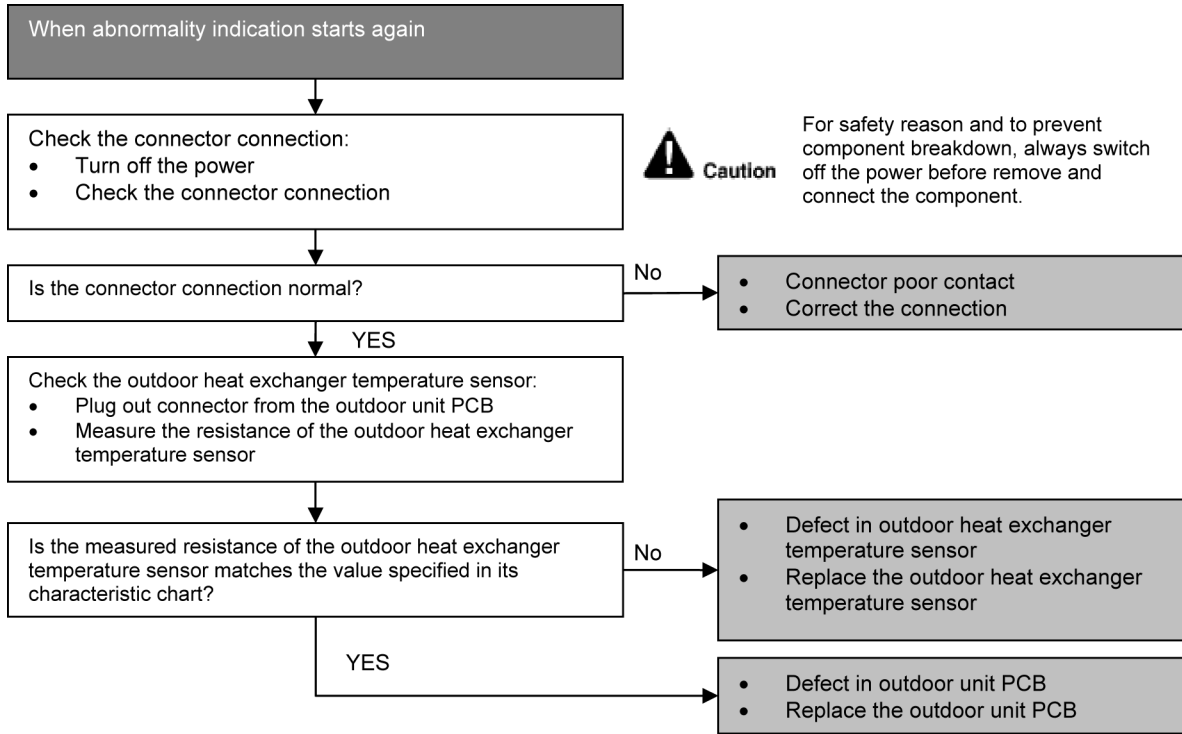 When abnormality indication starts again
Check the connector connection:
• Turn off the power
• Check the connector connection
Caution
For safety reason and to prevent
component breakdown, always switch
off the power before remove and
connect the component.
Is the connector connection normal?
No
• Connector poor contact
• Correct the connection
YES
Check the outdoor heat exchanger temperature sensor:
• Plug out connector from the outdoor unit PCB
• Measure the resistance of the outdoor heat exchanger
temperature sensor
Is the measured resistance of the outdoor heat exchanger
temperature sensor matches the value specified in its
characteristic chart?
No
• Defect in outdoor heat exchanger
temperature sensor
• Replace the outdoor heat exchanger
temperature sensor
YES
• Defect in outdoor unit PCB
• Replace the outdoor unit PCB